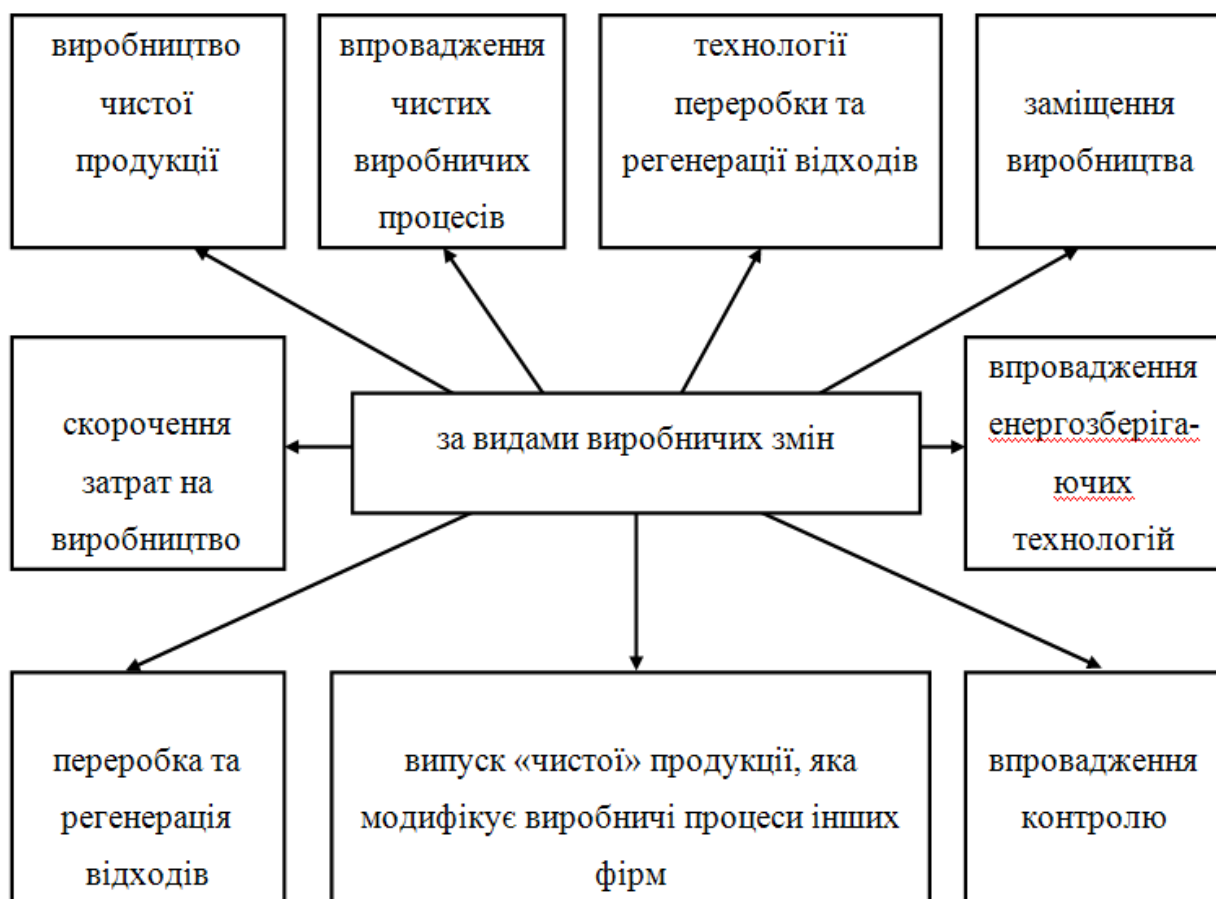 виробництво
чистої
продукції
впровадження
чистих
виробничих
процесів
технології
переробки та
регенерації відходів
заміщення
виробництва
скорочення
затрат на
виробництво
за видами виробничих змін
впровадження
енергозберіга-
ючих
технологій
переробка та
регенерація
відходів
випуск «чистої» продукції, яка
модифікує виробничі процеси інших
фірм
впровадження
контролю